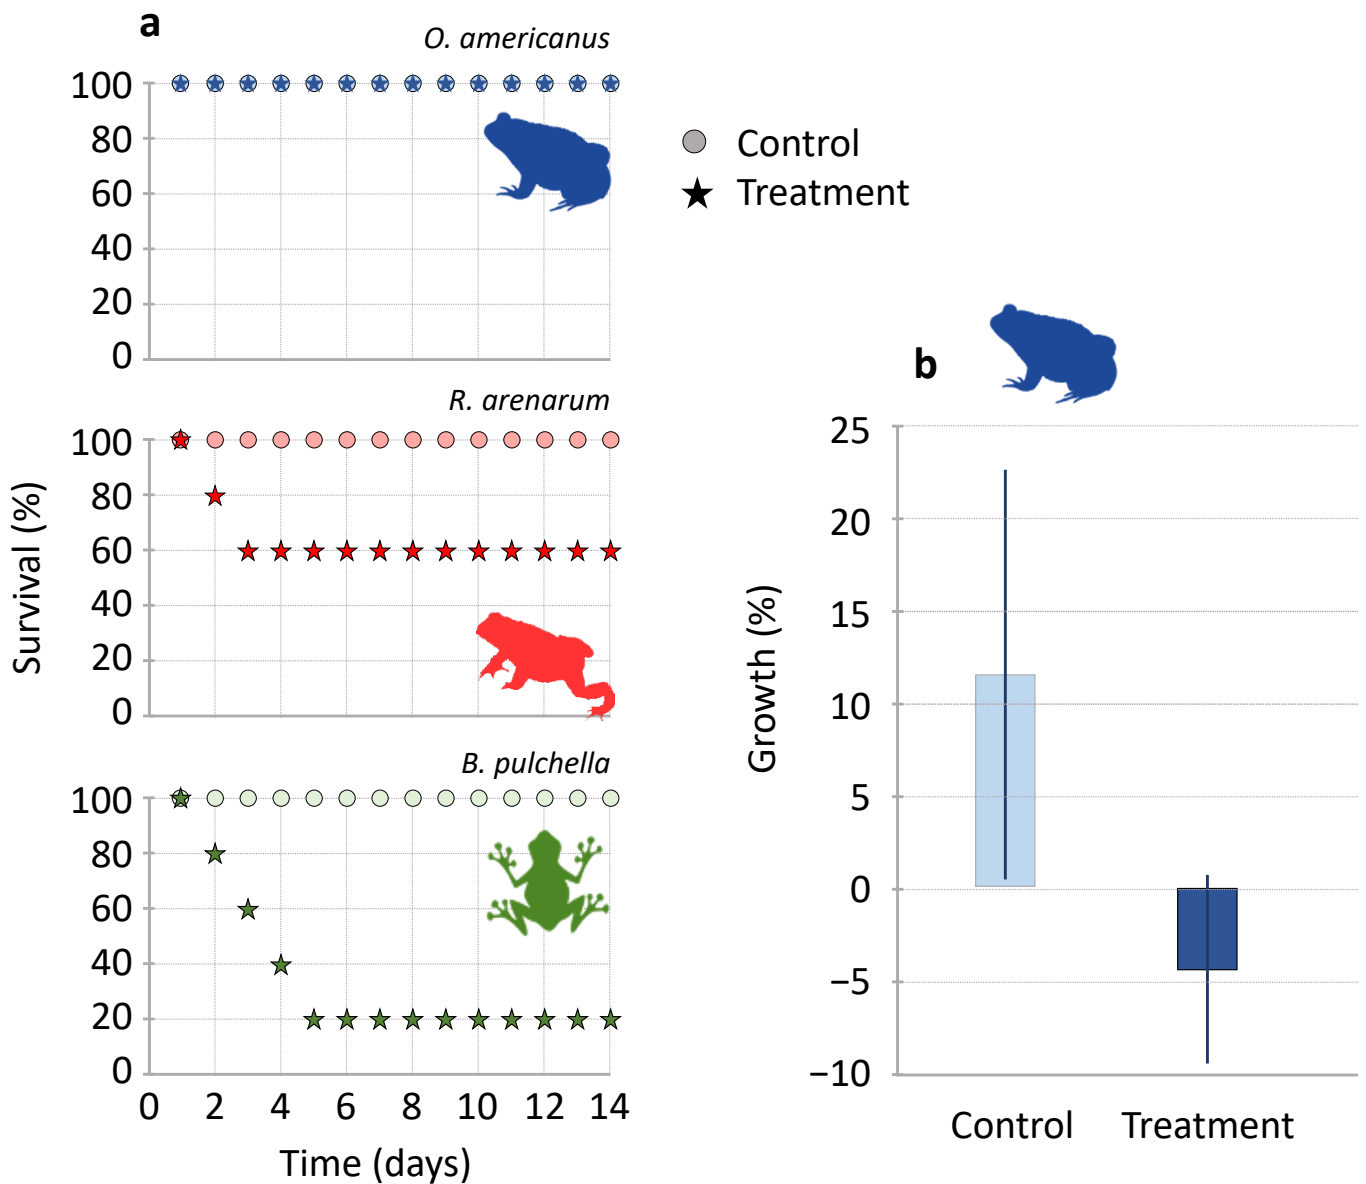 a
O. americanus
100
80
60
40
20
0
Control
Treatment
R. arenarum
100
80
60
40
20
0
Survival (%)
B. pulchella
100
80
60
40
20
0
0 2 4 6 8 10 12 14
Time (days)
b
25
20
15
10
5
0
−5
−10
Growth (%)
Control Treatment